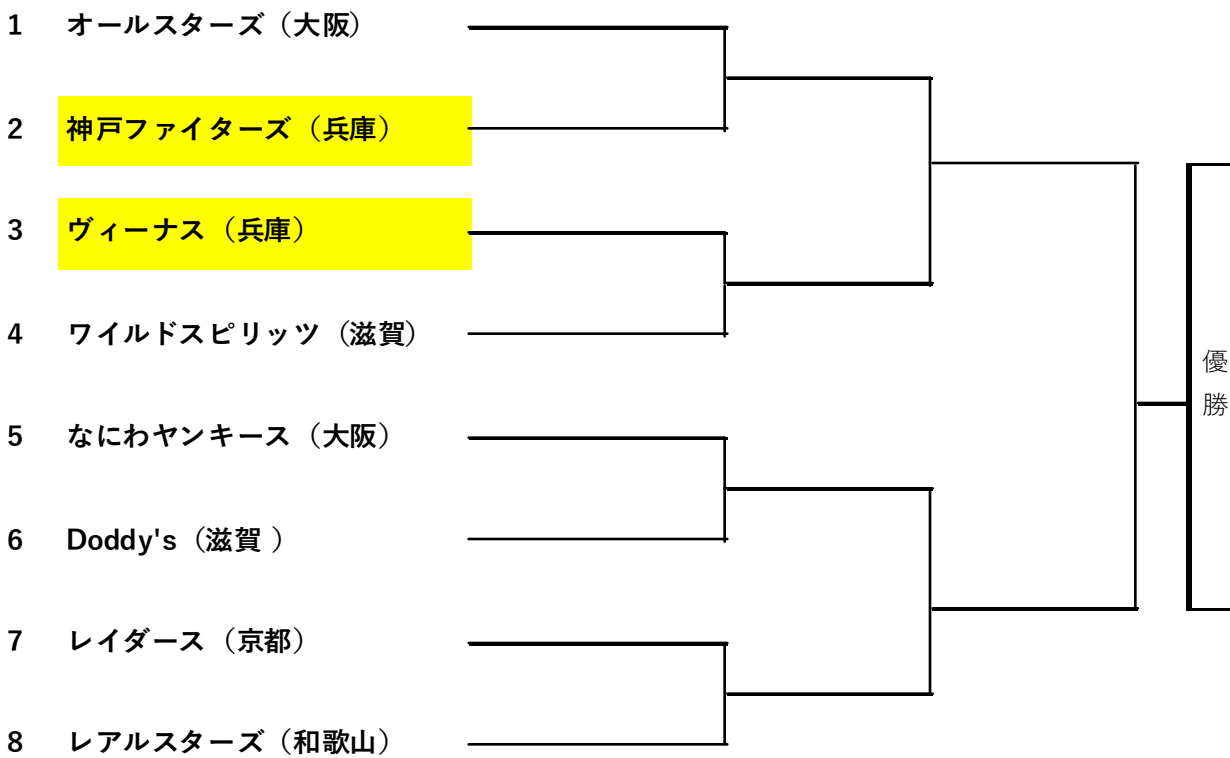 1 オールスターズ（大阪）
2 神戸ファイターズ（兵庫）
3 ヴィーナス（兵庫）
4 ワイルドスピリッツ（滋賀）
5 なにわヤンキース（大阪）
6 Doddy's（滋賀 ）
7 レイダース（京都）
8 レアルスターズ（和歌山）
優勝